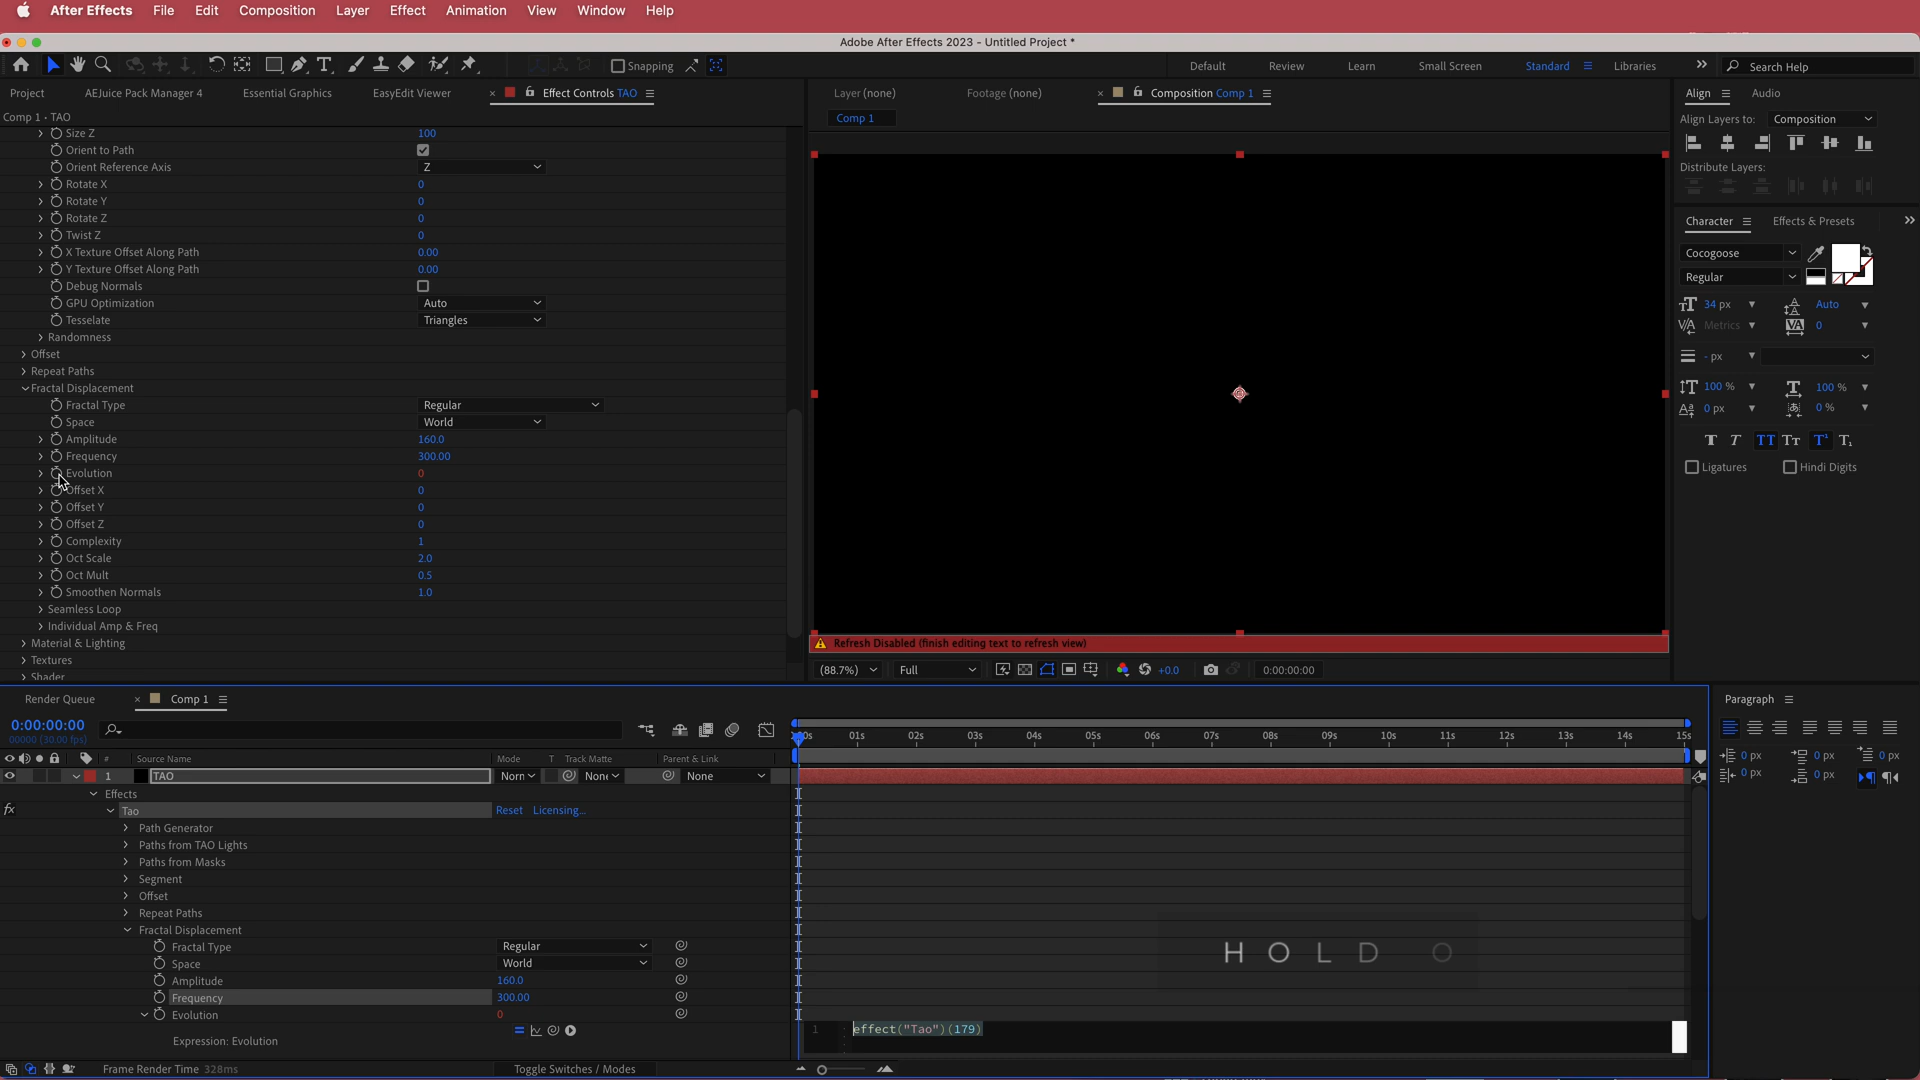 After Effects File Edit Composition Layer Effect Animation View Window Help
Adobe After Effects 2023 - Untitled Project *
Snapping
Default Review Learn Small Screen Standard Libraries Search Help
Project AEJuice Pack Manager 4 Essential Graphics EasyEdit Viewer Effect Controls TAO
Layer (none) Footage (none) Composition Comp 1
Align Audio
Comp 1 • TAO
Comp 1
Align Layers to: Composition
Size Z 100
Orient to Path
Orient Reference Axis Z
Rotate X 0
Rotate Y 0
Rotate Z 0
Twist Z 0
X Texture Offset Along Path 0.00
Y Texture Offset Along Path 0.00
Debug Normals
GPU Optimization Auto
Tesselate Triangles
Randomness
Offset
Repeat Paths
Fractal Displacement
Fractal Type Regular
Space World
Amplitude 160.0
Frequency 300.00
Evolution 0
Offset X 0
Offset Y 0
Offset Z 0
Complexity 1
Oct Scale 2.0
Oct Mult 0.5
Smoothen Normals 1.0
Seamless Loop
Individual Amp & Freq
Material & Lighting
Textures
Shader
Refresh Disabled (finish editing text to refresh view)
(88.7%) Full +0.0 0:00:00:00
Distribute Layers:
Character Effects & Presets
Cocogoose
Regular
34 px Auto
Metrics 0
- px
100 % 100 %
0 px 0 %
Ligatures Hindi Digits
Render Queue Comp 1
0:00:00:00
00000 (30.00 fps)
01s 02s 03s 04s 05s 06s 07s 08s 09s 10s 11s 12s 13s 14s 15s
# Source Name Mode T Track Matte Parent & Link
1 TAO Norn None None
Effects
fx Tao Reset Licensing...
Path Generator
Paths from TAO Lights
Paths from Masks
Segment
Offset
Repeat Paths
Fractal Displacement
Fractal Type Regular
Space World
Amplitude 160.0
Frequency 300.00
Evolution 0
Expression: Evolution
HOLD O
1 effect("Tao")(179)
Frame Render Time 328ms Toggle Switches / Modes
Paragraph
0 px 0 px 0 px
0 px 0 px